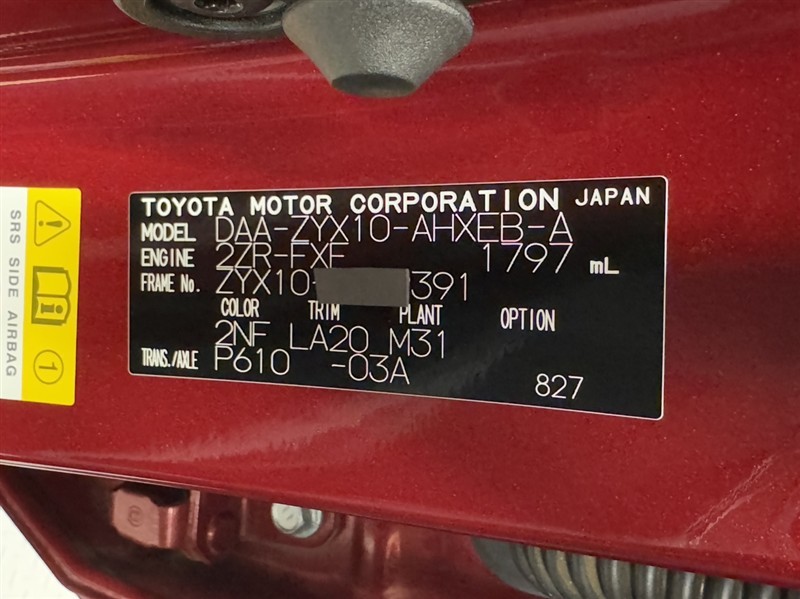 TOYOTA MOTOR CORPORATION JAPAN
MODEL DAA-ZYX10-AHXEB-A
ENGINE 2ZR-FXE 1797 mL
FRAME No. ZYX10- 391
COLOR TRIM PLANT OPTION
2NF LA20 M31
TRANS./AXLE P610 -03A
827
SRS SIDE AIRBAG
1